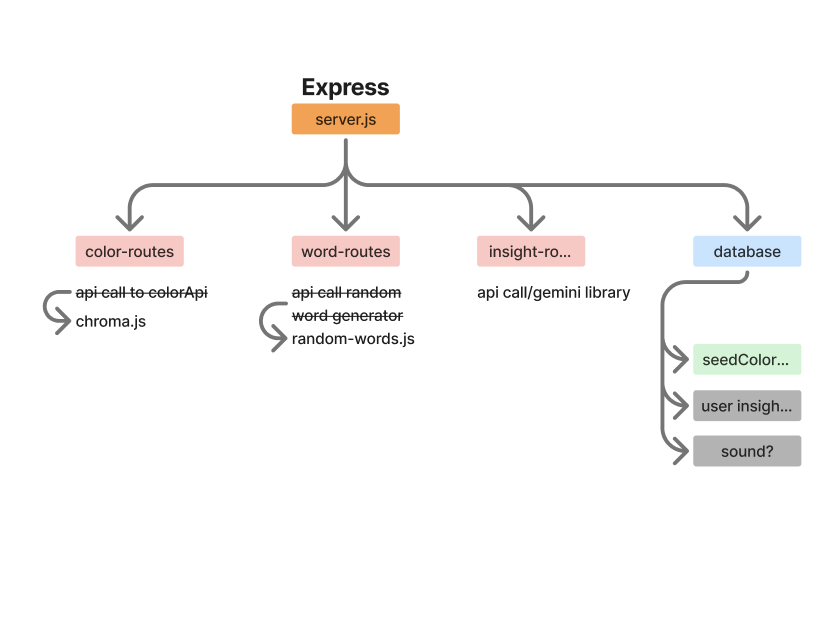 Express
server.js
color-routes
word-routes
insight-ro...
database
api call to colorApi
chroma.js
api call random
word generator
random-words.js
api call/gemini library
seedColor...
user insigh...
sound?